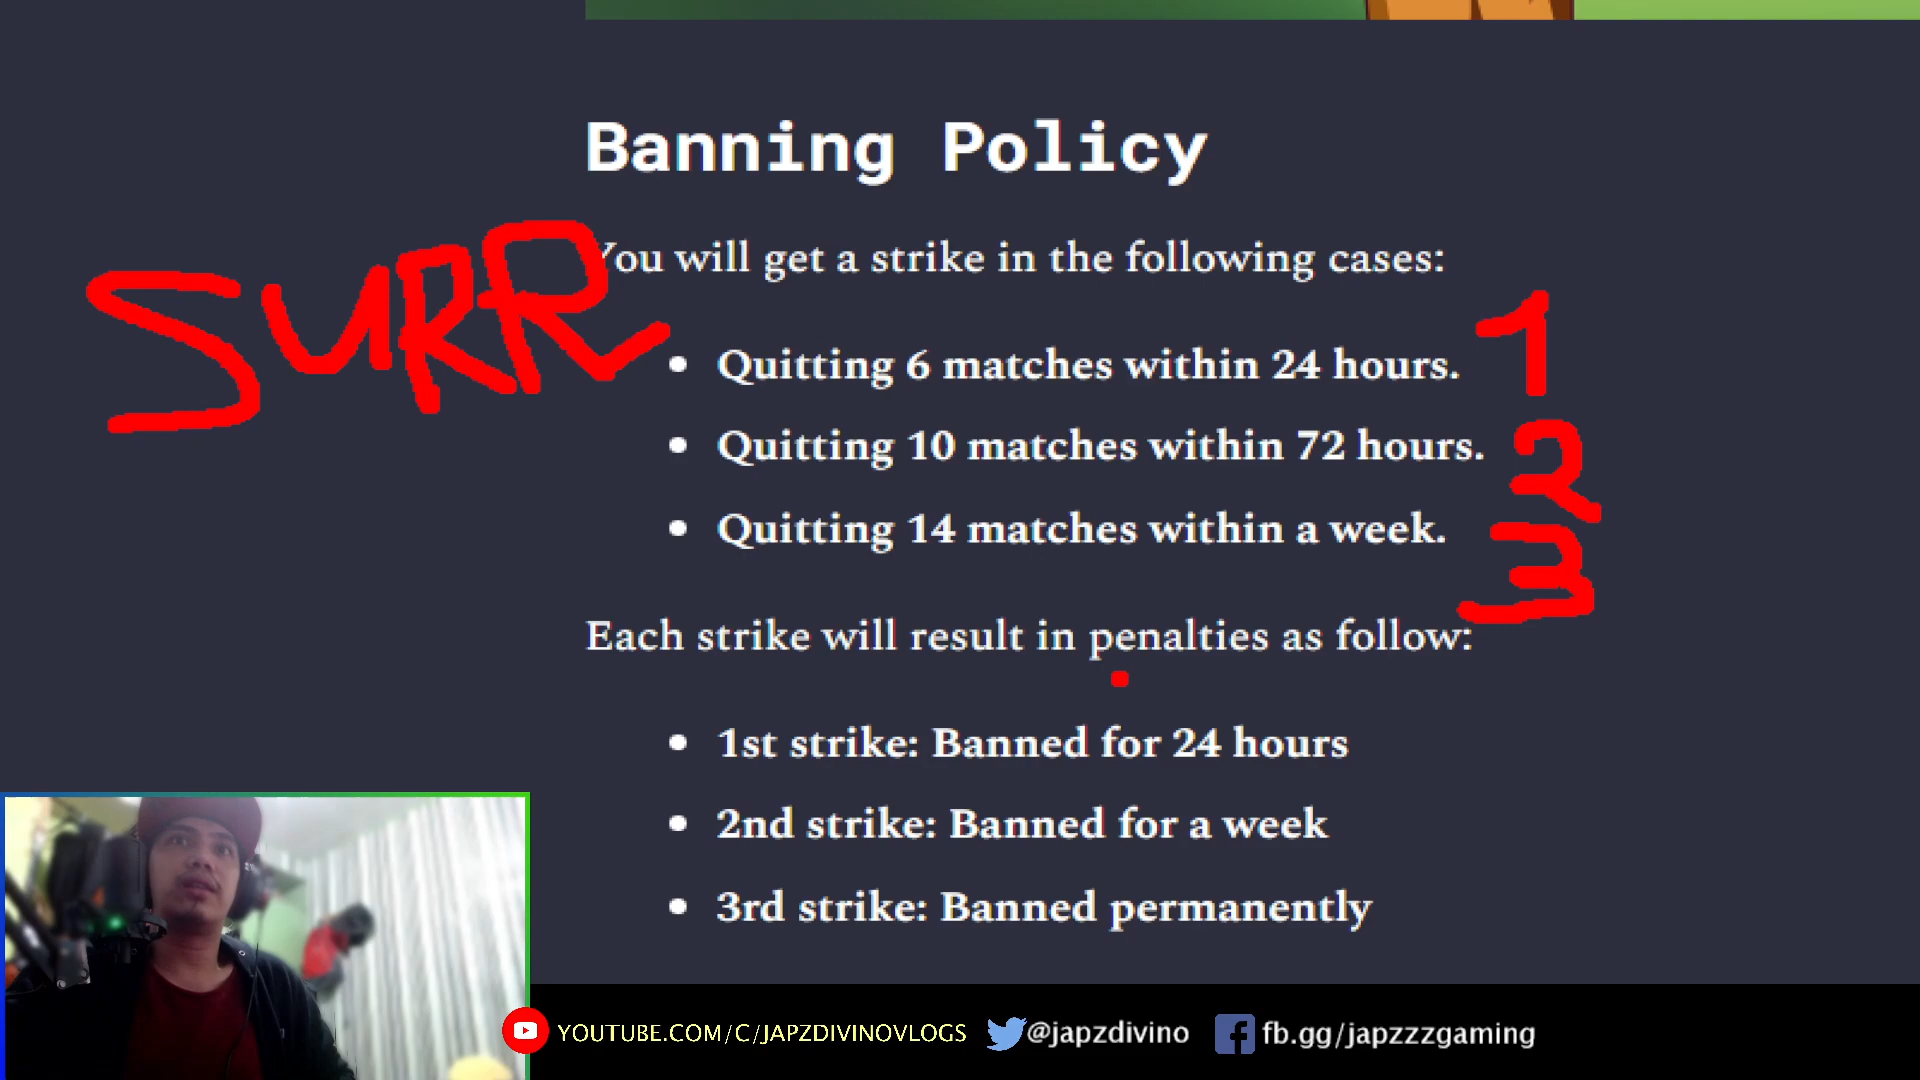 Banning Policy
You will get a strike in the following cases:
SURR
• Quitting 6 matches within 24 hours. 1
• Quitting 10 matches within 72 hours. 2
• Quitting 14 matches within a week. 3
Each strike will result in penalties as follow:
• 1st strike: Banned for 24 hours
• 2nd strike: Banned for a week
• 3rd strike: Banned permanently
YOUTUBE.COM/C/JAPZDIVINOVLOGS @japzdivino fb.gg/japzzzgaming